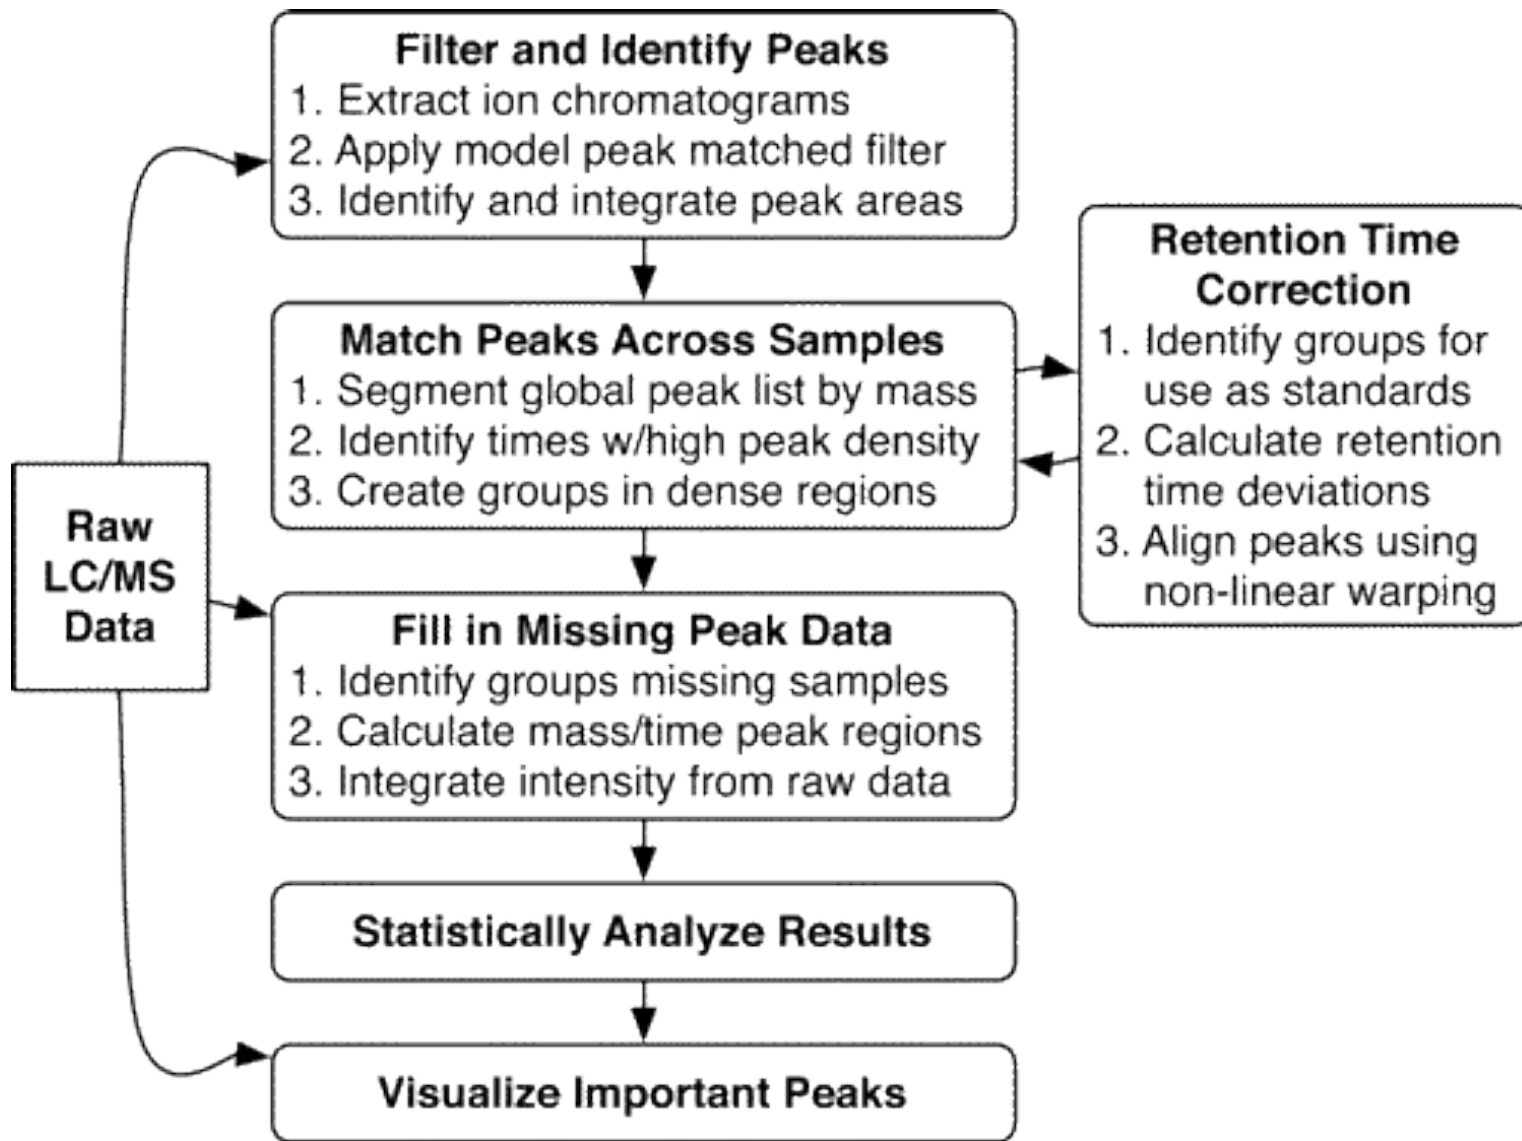 Filter and Identify Peaks
1. Extract ion chromatograms
2. Apply model peak matched filter
3. Identify and integrate peak areas
Match Peaks Across Samples
1. Segment global peak list by mass
2. Identify times w/high peak density
3. Create groups in dense regions
Retention Time
Correction
1. Identify groups for
use as standards
2. Calculate retention
time deviations
3. Align peaks using
non-linear warping
Raw
LC/MS
Data
Fill in Missing Peak Data
1. Identify groups missing samples
2. Calculate mass/time peak regions
3. Integrate intensity from raw data
Statistically Analyze Results
Visualize Important Peaks